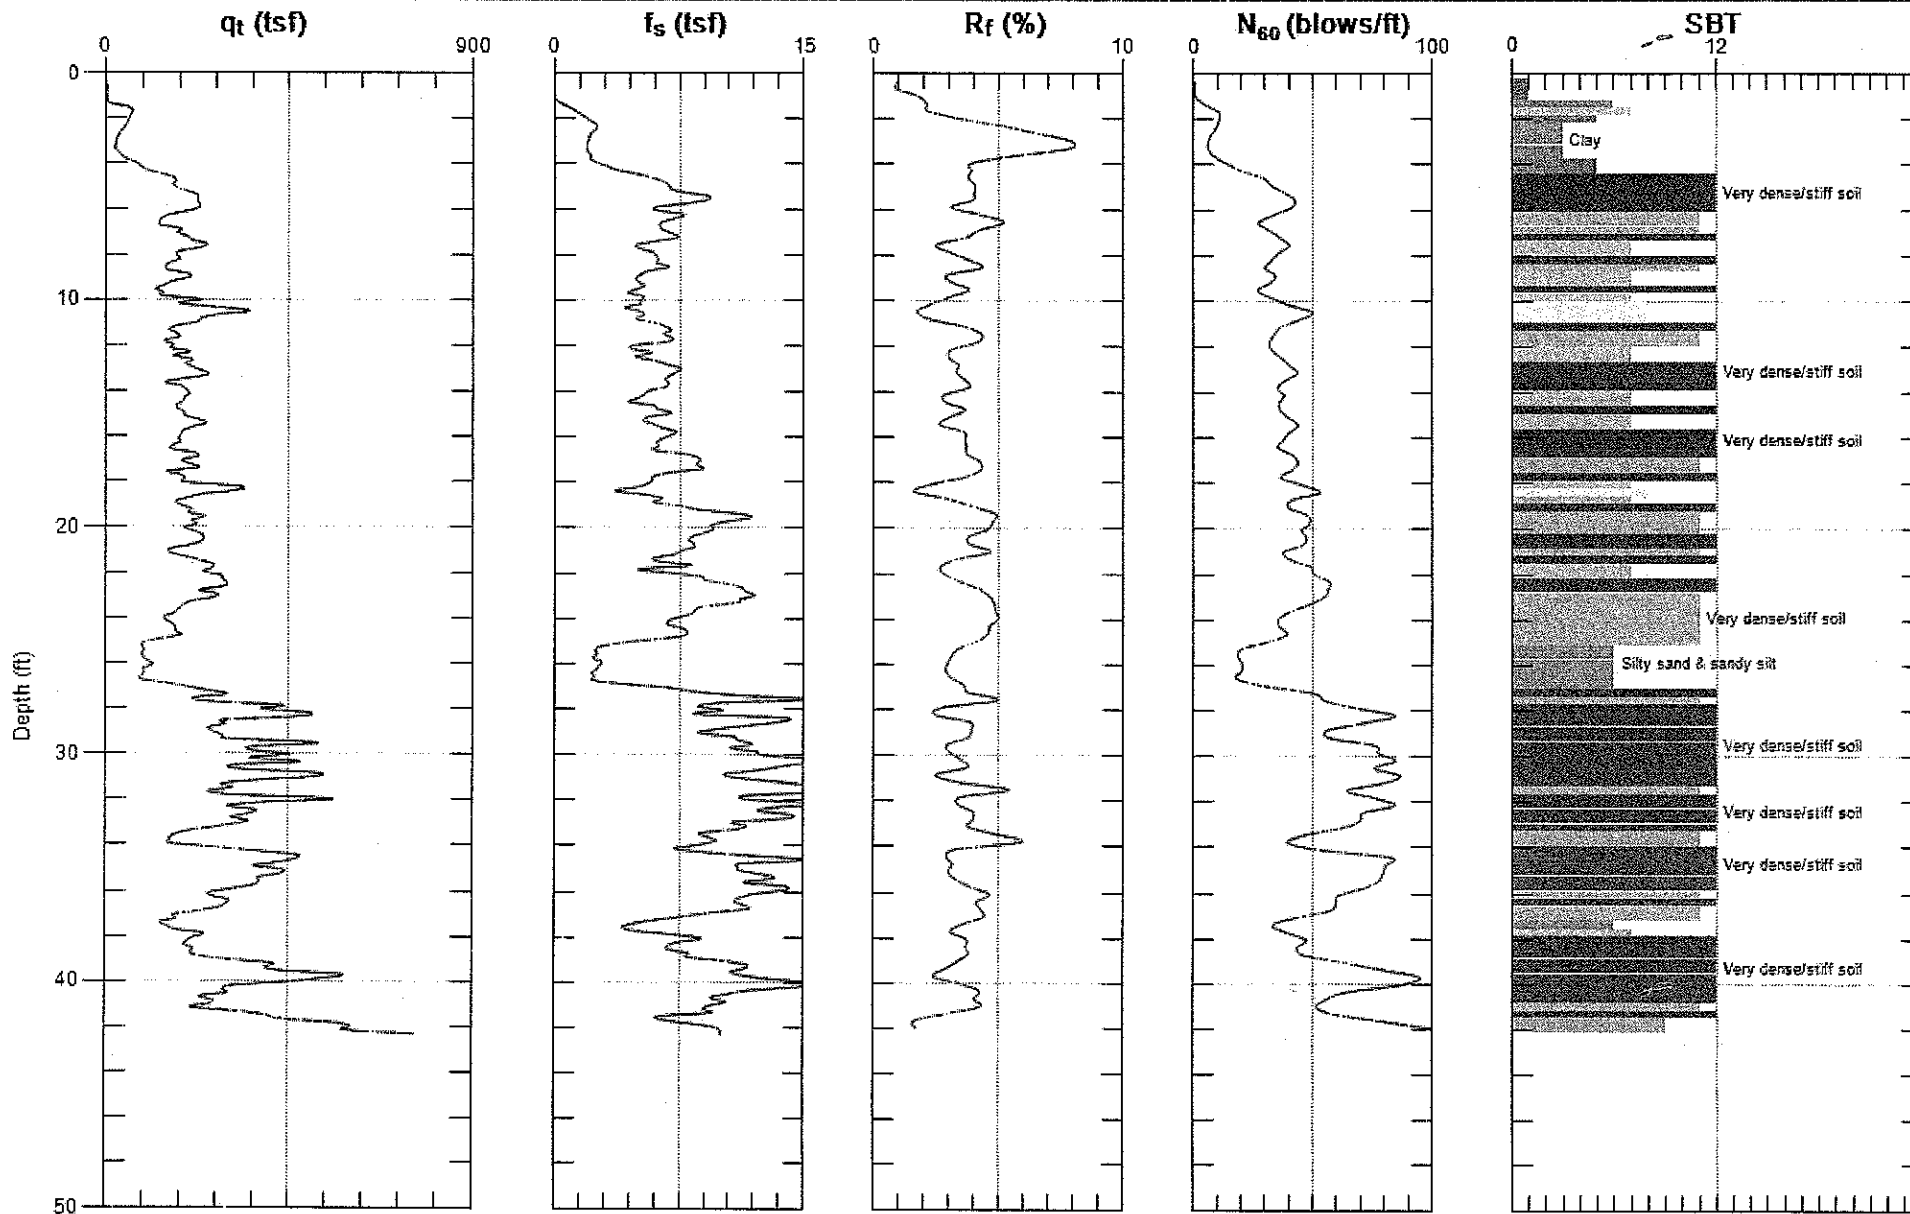 qt (tsf)
fs (tsf)
Rf (%)
N60 (blows/ft)
SBT
0 900
0 15
0 10
0 100
0 12
0
10
20
30
40
50
Depth (ft)
Clay
Very dense/stiff soil
Very dense/stiff soil
Very dense/stiff soil
Very dense/stiff soil
Silty sand & sandy silt
Very dense/stiff soil
Very dense/stiff soil
Very dense/stiff soil
Very dense/stiff soil